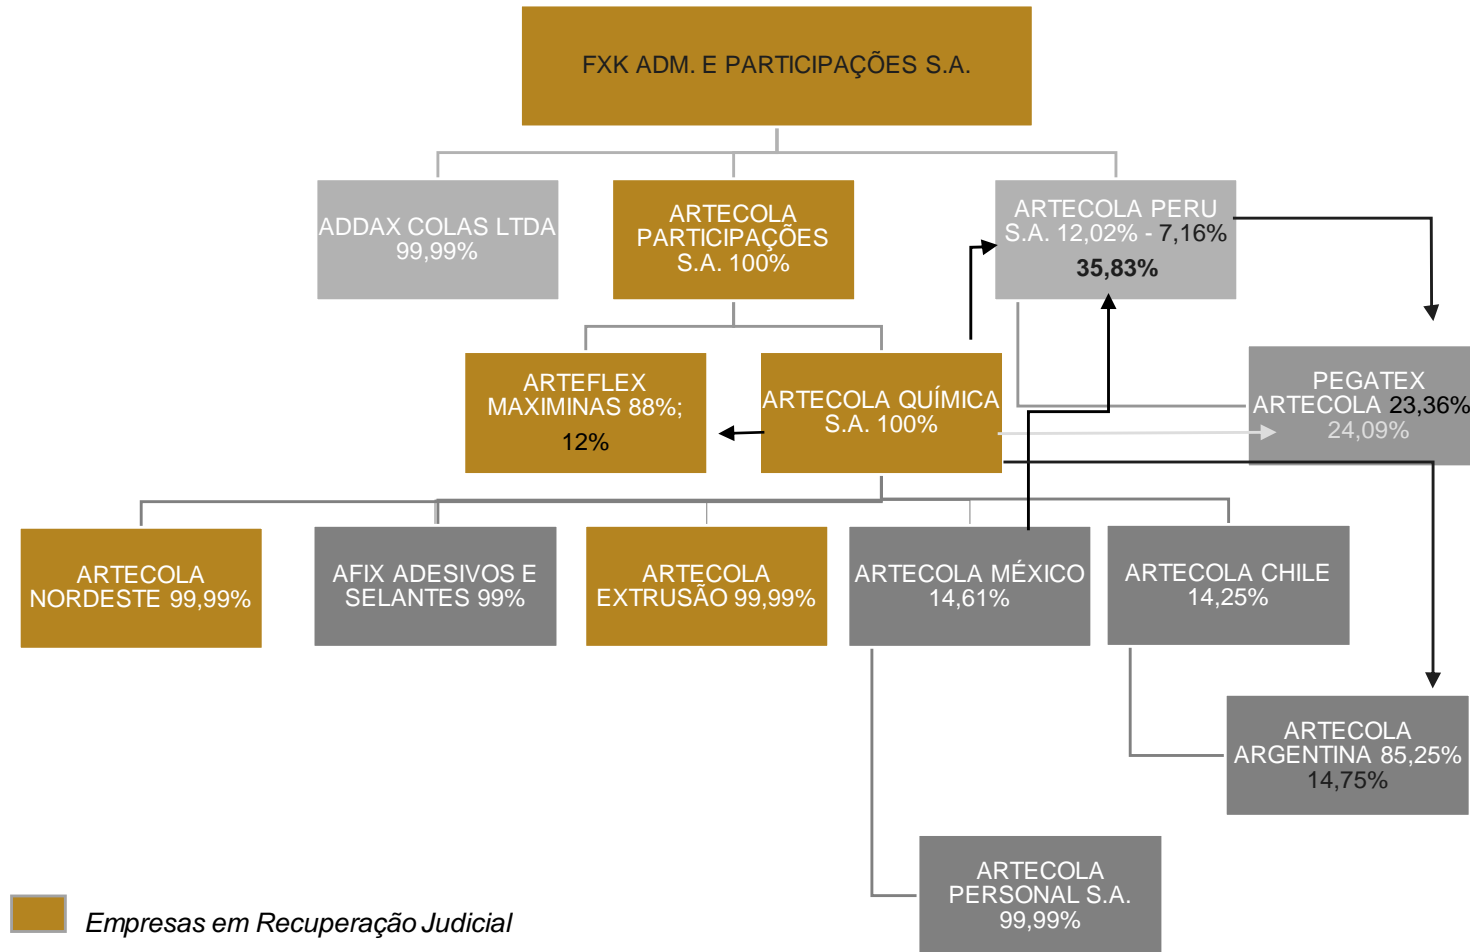 FXK ADM. E PARTICIPAÇÕES S.A.
ADDAX COLAS LTDA
99,99%
ARTECOLA
PARTICIPAÇÕES
S.A. 100%
ARTECOLA PERU
S.A. 12,02% - 7,16%
35,83%
ARTEFLEX
MAXIMINAS 88%;
12%
ARTECOLA QUÍMICA
S.A. 100%
PEGATEX
ARTECOLA 23,36%
24,09%
ARTECOLA
NORDESTE 99,99%
AFIX ADESIVOS E
SELANTES 99%
ARTECOLA
EXTRUSÃO 99,99%
ARTECOLA MÉXICO
14,61%
ARTECOLA CHILE
14,25%
ARTECOLA
ARGENTINA 85,25%
14,75%
ARTECOLA
PERSONAL S.A.
99,99%
Empresas em Recuperação Judicial